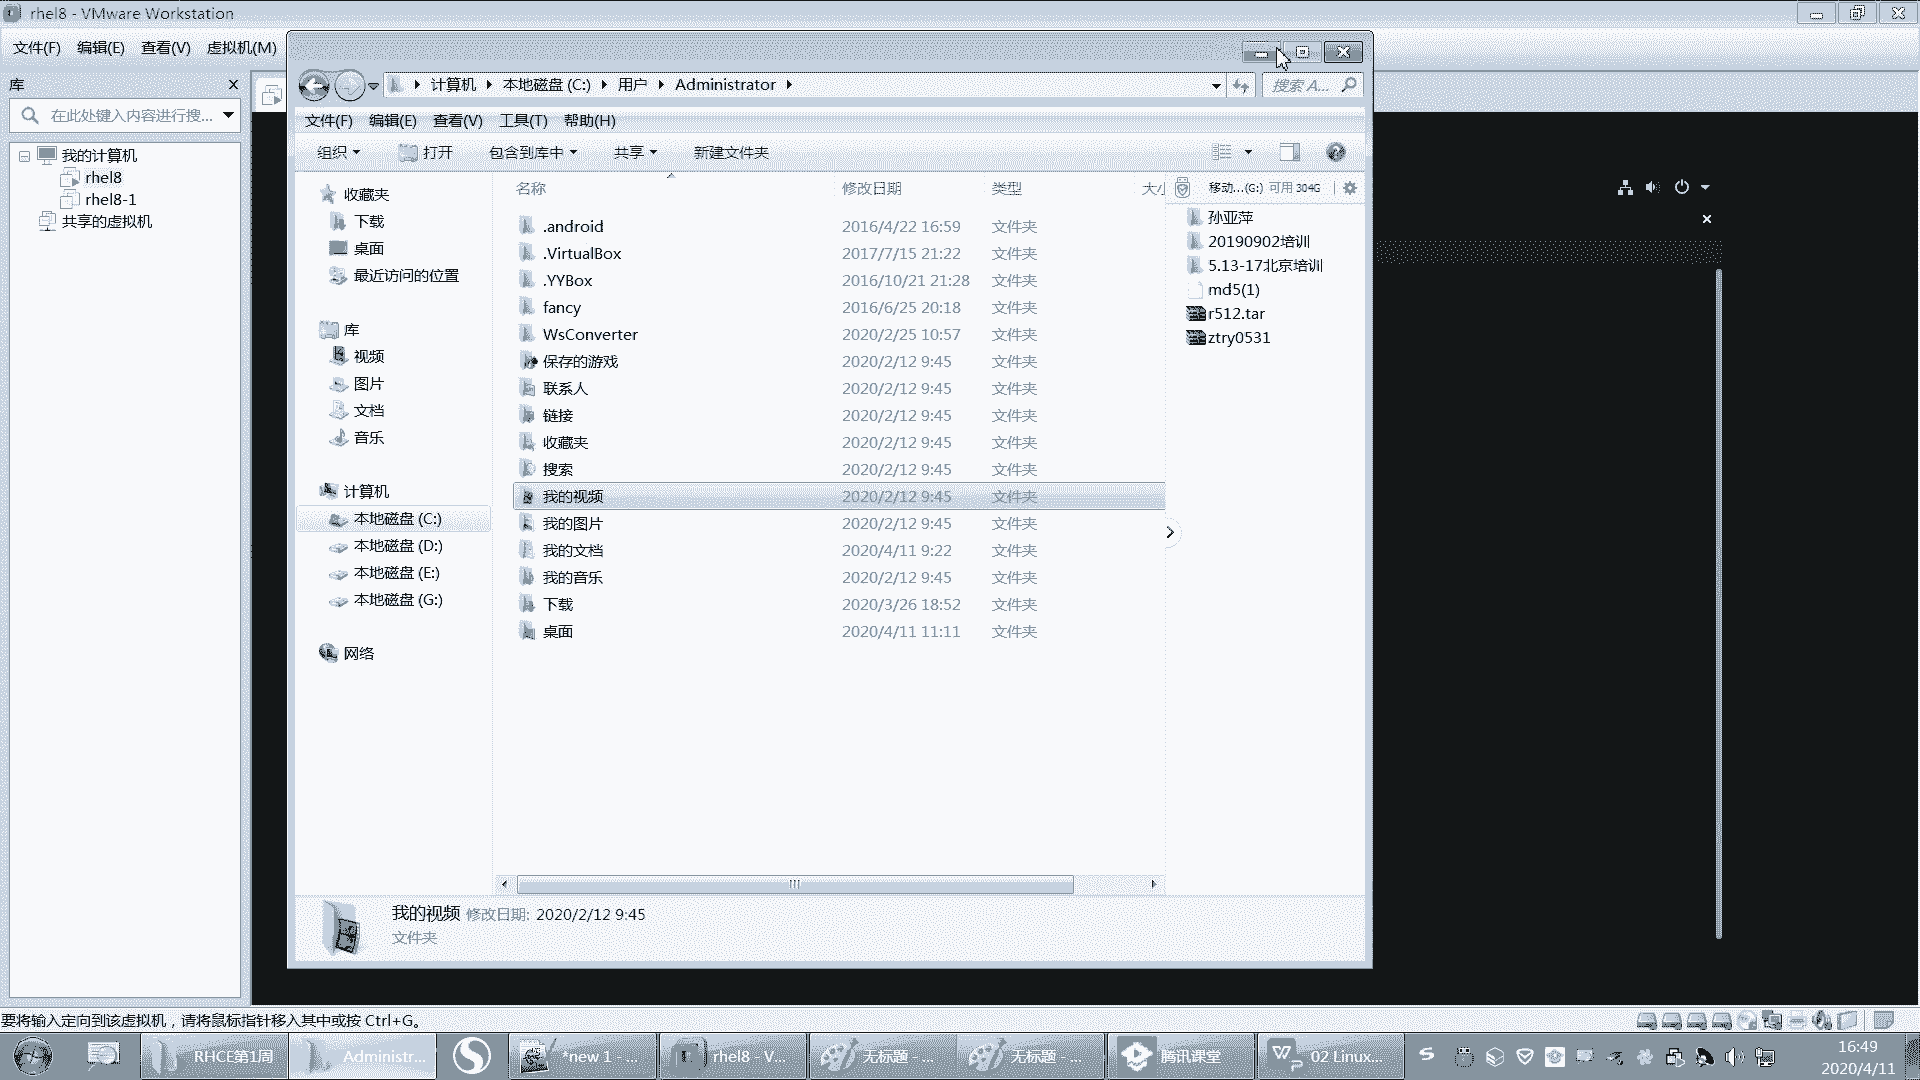 rhel8 - VMware Workstation
文件(F) 编辑(E) 查看(V) 虚拟机(M)
库
在此处键入内容进行搜...
我的计算机
rhel8
rhel8-1
共享的虚拟机
计算机 本地磁盘 (C:) 用户 Administrator
搜索 A...
文件(F) 编辑(E) 查看(V) 工具(T) 帮助(H)
组织 打开 包含到库中 共享 新建文件夹
收藏夹
下载
桌面
最近访问的位置
库
视频
图片
文档
音乐
计算机
本地磁盘 (C:)
本地磁盘 (D:)
本地磁盘 (E:)
本地磁盘 (G:)
网络
名称 修改日期 类型 大小
.android 2016/4/22 16:59 文件夹
.VirtualBox 2017/7/15 21:22 文件夹
.YYBox 2016/10/21 21:28 文件夹
fancy 2016/6/25 20:18 文件夹
WsConverter 2020/2/25 10:57 文件夹
保存的游戏 2020/2/12 9:45 文件夹
联系人 2020/2/12 9:45 文件夹
链接 2020/2/12 9:45 文件夹
收藏夹 2020/2/12 9:45 文件夹
搜索 2020/2/12 9:45 文件夹
我的视频 2020/2/12 9:45 文件夹
我的图片 2020/2/12 9:45 文件夹
我的文档 2020/4/11 9:22 文件夹
我的音乐 2020/2/12 9:45 文件夹
下载 2020/3/26 18:52 文件夹
桌面 2020/4/11 11:11 文件夹
移动...(G:) 可用 304G
孙亚萍
20190902培训
5.13-17北京培训
md5(1)
r512.tar
ztry0531
我的视频 修改日期: 2020/2/12 9:45
文件夹
要将输入定向到该虚拟机，请将鼠标指针移入其中或按 Ctrl+G。
RHCE第1周 Administr... *new 1 - ... rhel8 - V... 无标题 - ... 无标题 - ... 腾讯课堂 02 Linux...
16:49
2020/4/11